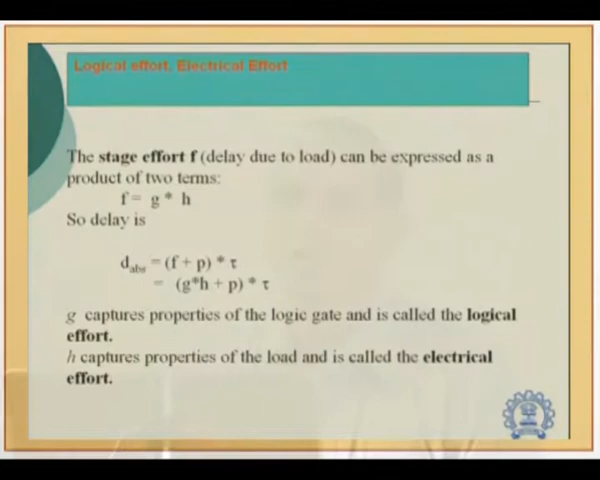 Logical effort, Electrical Effort
The stage effort f (delay due to load) can be expressed as a
product of two terms:
f = g * h
So delay is
d_abs = (f + p) * τ
= (g*h + p) * τ
g captures properties of the logic gate and is called the logical
effort.
h captures properties of the load and is called the electrical
effort.